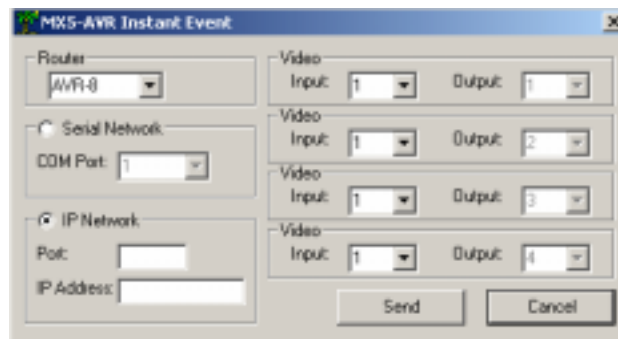 MX5-AVR Instant Event
Router
AVR-8
Serial Network
COM Port: 1
IP Network
Port:
IP Address:
Video
Input: 1 Output: 1
Video
Input: 1 Output: 2
Video
Input: 1 Output: 3
Video
Input: 1 Output: 4
Send Cancel